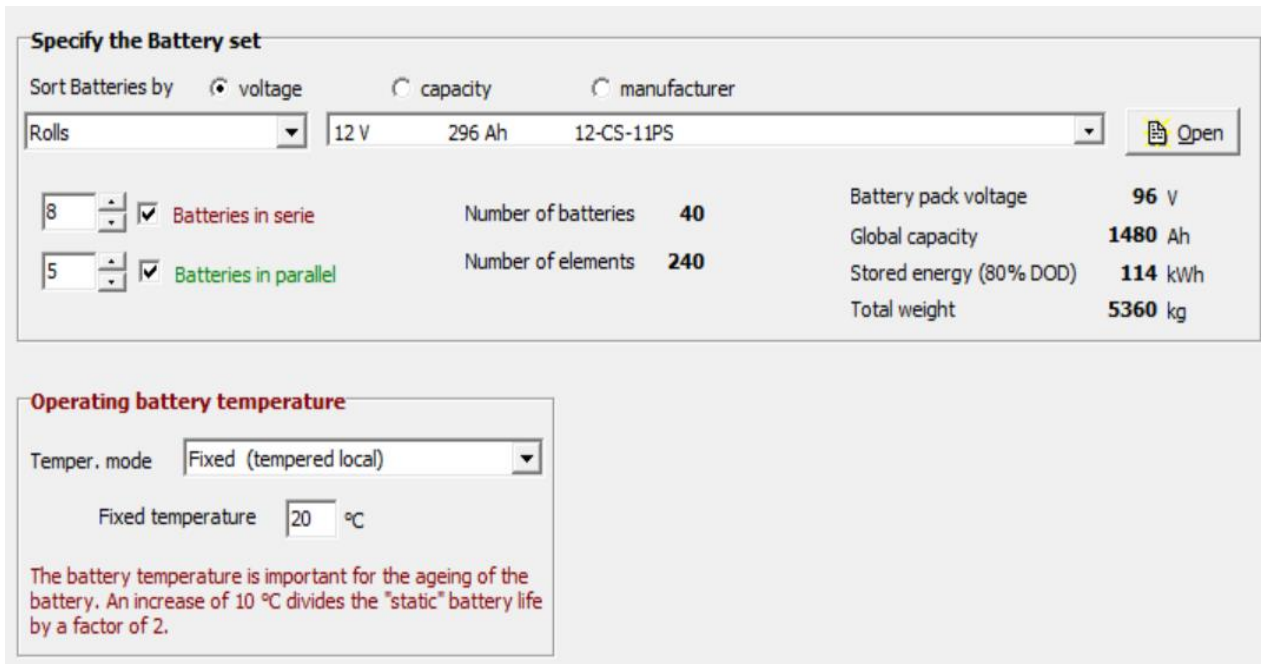 Specify the Battery set
Sort Batteries by voltage capacity manufacturer
Rolls 12 V 296 Ah 12-CS-11PS Open
8 Batteries in serie Number of batteries 40
5 Batteries in parallel Number of elements 240
Battery pack voltage 96 V
Global capacity 1480 Ah
Stored energy (80% DOD) 114 kWh
Total weight 5360 kg
Operating battery temperature
Temper. mode Fixed (tempered local)
Fixed temperature 20 ºC
The battery temperature is important for the ageing of the
battery. An increase of 10 ºC divides the "static" battery life
by a factor of 2.